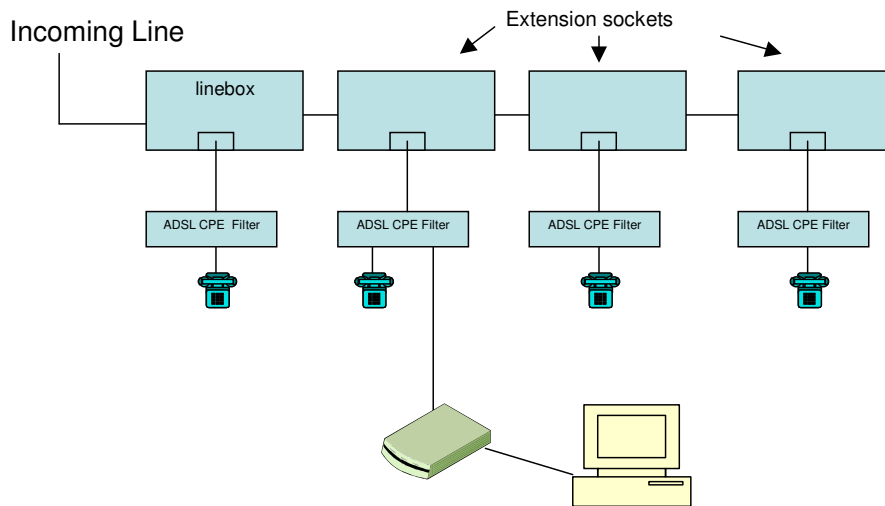 Extension sockets
Incoming Line
linebox
ADSL CPE Filter
ADSL CPE Filter
ADSL CPE Filter
ADSL CPE Filter